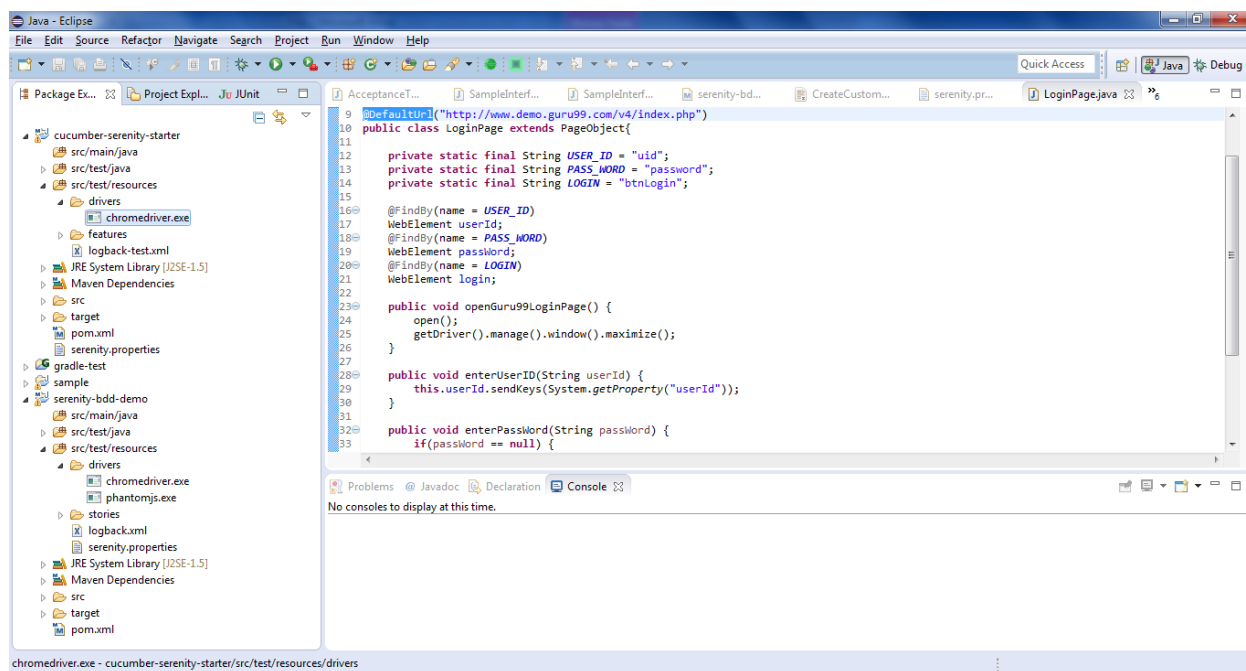 Java - Eclipse
File Edit Source Refactor Navigate Search Project Run Window Help
Quick Access Java Debug
Package Ex... Project Expl... Ju JUnit
cucumber-serenity-starter
src/main/java
src/test/java
src/test/resources
drivers
chromedriver.exe
features
logback-test.xml
JRE System Library [J2SE-1.5]
Maven Dependencies
src
target
pom.xml
serenity.properties
gradle-test
sample
serenity-bdd-demo
src/main/java
src/test/java
src/test/resources
drivers
chromedriver.exe
phantomjs.exe
stories
logback.xml
serenity.properties
JRE System Library [J2SE-1.5]
Maven Dependencies
src
target
pom.xml
AcceptanceT... SampleInterf... SampleInterf... serenity-bd... CreateCustom... serenity.pr... LoginPage.java »6
9 @DefaultUrl("http://www.demo.guru99.com/v4/index.php")
10 public class LoginPage extends PageObject{
11
12 private static final String USER_ID = "uid";
13 private static final String PASS_WORD = "password";
14 private static final String LOGIN = "btnLogin";
15
16 @FindBy(name = USER_ID)
17 WebElement userId;
18 @FindBy(name = PASS_WORD)
19 WebElement passWord;
20 @FindBy(name = LOGIN)
21 WebElement login;
22
23 public void openGuru99LoginPage() {
24 open();
25 getDriver().manage().window().maximize();
26 }
27
28 public void enterUserID(String userId) {
29 this.userId.sendKeys(System.getProperty("userId"));
30 }
31
32 public void enterPassWord(String passWord) {
33 if(passWord == null) {
Problems @ Javadoc Declaration Console
No consoles to display at this time.
chromedriver.exe - cucumber-serenity-starter/src/test/resources/drivers